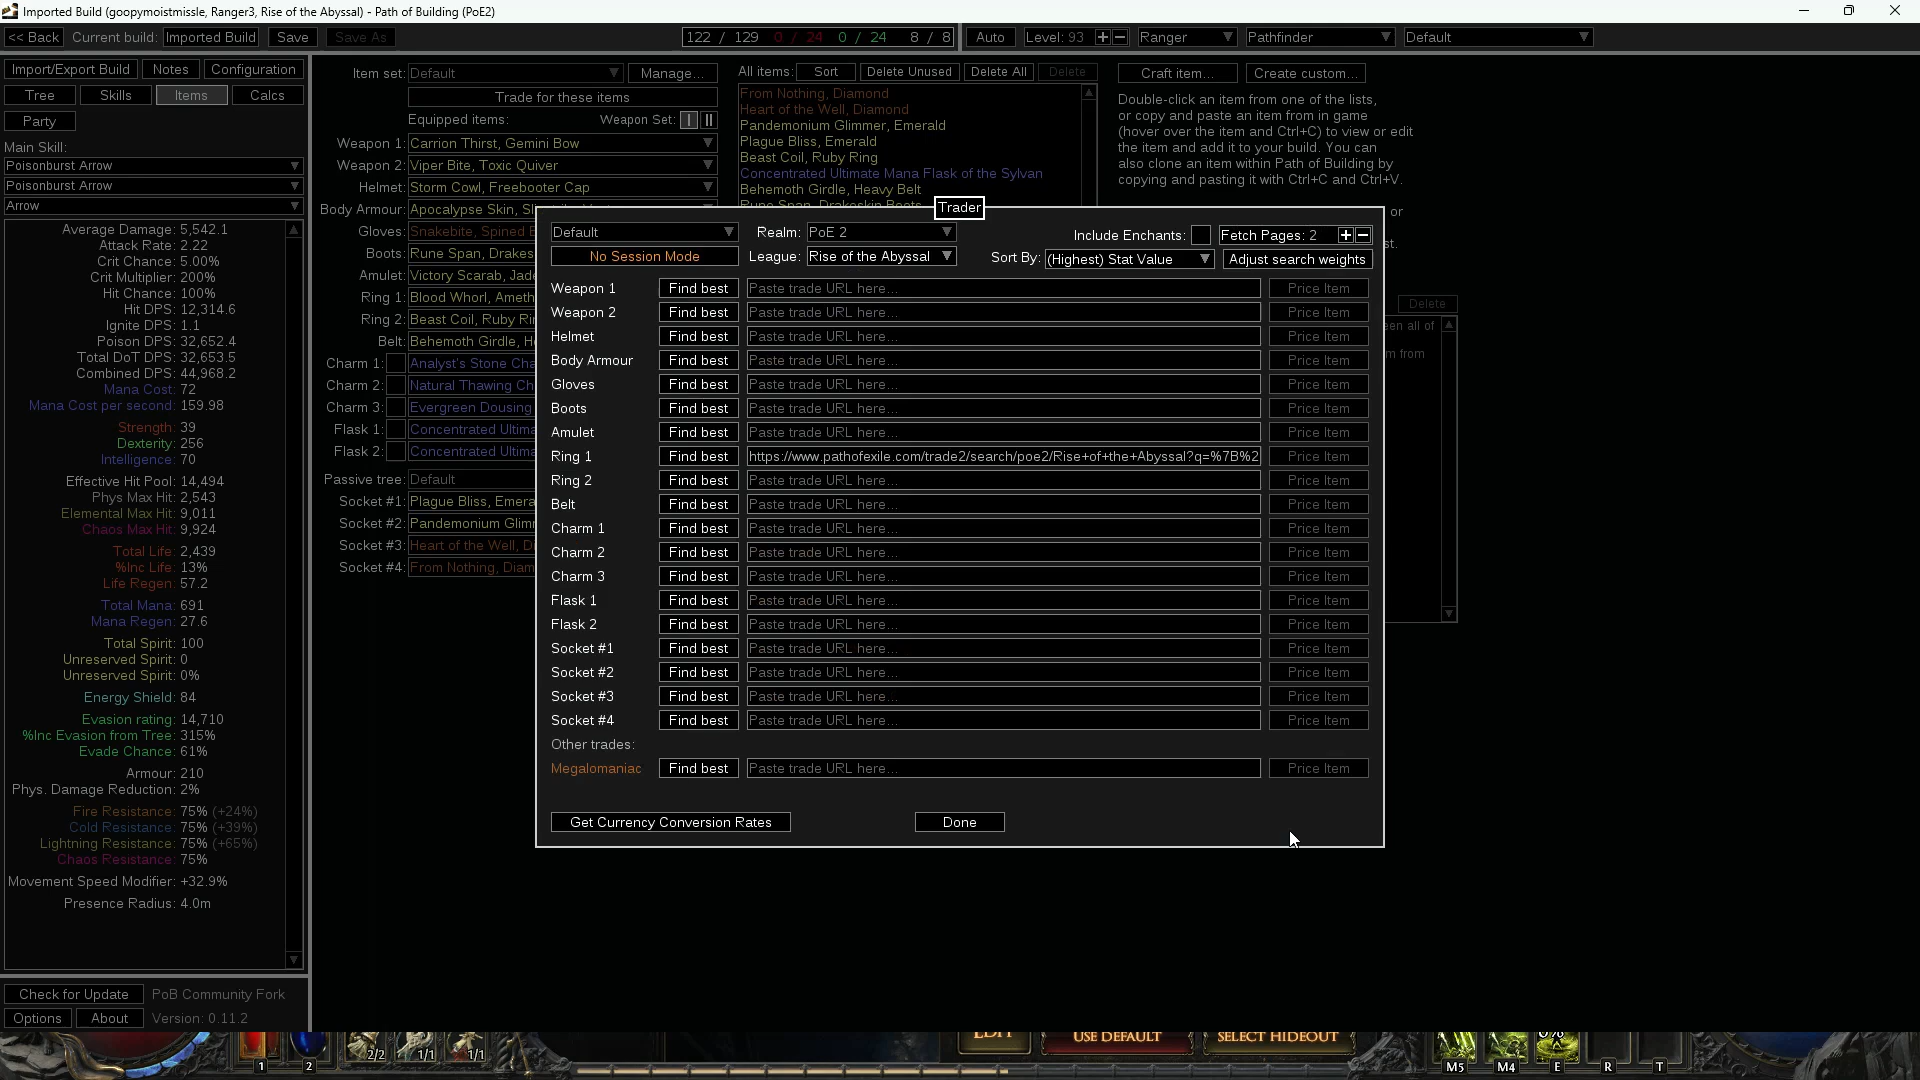 Imported Build (goopymoistmissle, Ranger3, Rise of the Abyssal) - Path of Building (PoE2)
<< Back Current build: Imported Build Save Save As 122 / 129 0 / 24 0 / 24 8 / 8 Auto Level: 93 + - Ranger Pathfinder Default
Import/Export Build Notes Configuration
Tree Skills Items Calcs
Party
Main Skill:
Poisonburst Arrow
Poisonburst Arrow
Arrow
Average Damage: 5,542.1
Attack Rate: 2.22
Crit Chance: 5.00%
Crit Multiplier: 200%
Hit Chance: 100%
Hit DPS: 12,314.6
Ignite DPS: 1.1
Poison DPS: 32,652.4
Total DoT DPS: 32,653.5
Combined DPS: 44,968.2
Mana Cost: 72
Mana Cost per second: 159.98
Strength: 39
Dexterity: 256
Intelligence: 70
Effective Hit Pool: 14,494
Phys Max Hit: 2,543
Elemental Max Hit: 9,011
Chaos Max Hit: 9,924
Total Life: 2,439
%Inc Life: 13%
Life Regen: 57.2
Total Mana: 691
Mana Regen: 27.6
Total Spirit: 100
Unreserved Spirit: 0
Unreserved Spirit: 0%
Energy Shield: 84
Evasion rating: 14,710
%Inc Evasion from Tree: 315%
Evade Chance: 61%
Armour: 210
Phys. Damage Reduction: 2%
Fire Resistance: 75% (+24%)
Cold Resistance: 75% (+39%)
Lightning Resistance: 75% (+65%)
Chaos Resistance: 75%
Movement Speed Modifier: +32.9%
Presence Radius: 4.0m
Check for Update PoB Community Fork
Options About Version: 0.11.2
Item set: Default Manage...
Trade for these items
Equipped items: Weapon Set: I II
Weapon 1: Carrion Thirst, Gemini Bow
Weapon 2: Viper Bite, Toxic Quiver
Helmet: Storm Cowl, Freebooter Cap
Body Armour: Apocalypse Skin,
Gloves: Snakebite, Spined
Boots: Rune Span, Drakes
Amulet: Victory Scarab, Jade
Ring 1: Blood Whorl, Ameth
Ring 2: Beast Coil, Ruby
Belt: Behemoth Girdle,
Charm 1: Analyst's Stone Cha
Charm 2: Natural Thawing Ch
Charm 3: Evergreen Dousing
Flask 1: Concentrated Ultima
Flask 2: Concentrated Ultima
Passive tree: Default
Socket #1: Plague Bliss, Emera
Socket #2: Pandemonium Glim
Socket #3: Heart of the Well,
Socket #4: From Nothing, Diam
All items: Sort Delete Unused Delete All Delete
From Nothing, Diamond
Heart of the Well, Diamond
Pandemonium Glimmer, Emerald
Plague Bliss, Emerald
Beast Coil, Ruby Ring
Concentrated Ultimate Mana Flask of the Sylvan
Behemoth Girdle, Heavy Belt
Rune Span, Drakeskin Boots
Craft item... Create custom...
Double-click an item from one of the lists,
or copy and paste an item from in game
(hover over the item and Ctrl+C) to view or edit
the item and add it to your build. You can
also clone an item within Path of Building by
copying and pasting it with Ctrl+C and Ctrl+V.
or
st.
Delete
een all of
m from
Trader
Default Realm: PoE 2 Include Enchants: Fetch Pages: 2 + -
No Session Mode League: Rise of the Abyssal Sort By: (Highest) Stat Value Adjust search weights
Weapon 1 Find best Paste trade URL here... Price Item
Weapon 2 Find best Paste trade URL here... Price Item
Helmet Find best Paste trade URL here... Price Item
Body Armour Find best Paste trade URL here... Price Item
Gloves Find best Paste trade URL here... Price Item
Boots Find best Paste trade URL here... Price Item
Amulet Find best Paste trade URL here... Price Item
Ring 1 Find best https://www.pathofexile.com/trade2/search/poe2/Rise+of+the+Abyssal?q=%7B%2 Price Item
Ring 2 Find best Paste trade URL here... Price Item
Belt Find best Paste trade URL here... Price Item
Charm 1 Find best Paste trade URL here... Price Item
Charm 2 Find best Paste trade URL here... Price Item
Charm 3 Find best Paste trade URL here... Price Item
Flask 1 Find best Paste trade URL here... Price Item
Flask 2 Find best Paste trade URL here... Price Item
Socket #1 Find best Paste trade URL here... Price Item
Socket #2 Find best Paste trade URL here... Price Item
Socket #3 Find best Paste trade URL here... Price Item
Socket #4 Find best Paste trade URL here... Price Item
Other trades:
Megalomaniac Find best Paste trade URL here... Price Item
Get Currency Conversion Rates Done
EDIT USE DEFAULT SELECT HIDEOUT
2/2 1/1 1/1
1 2 M5 M4 E R T